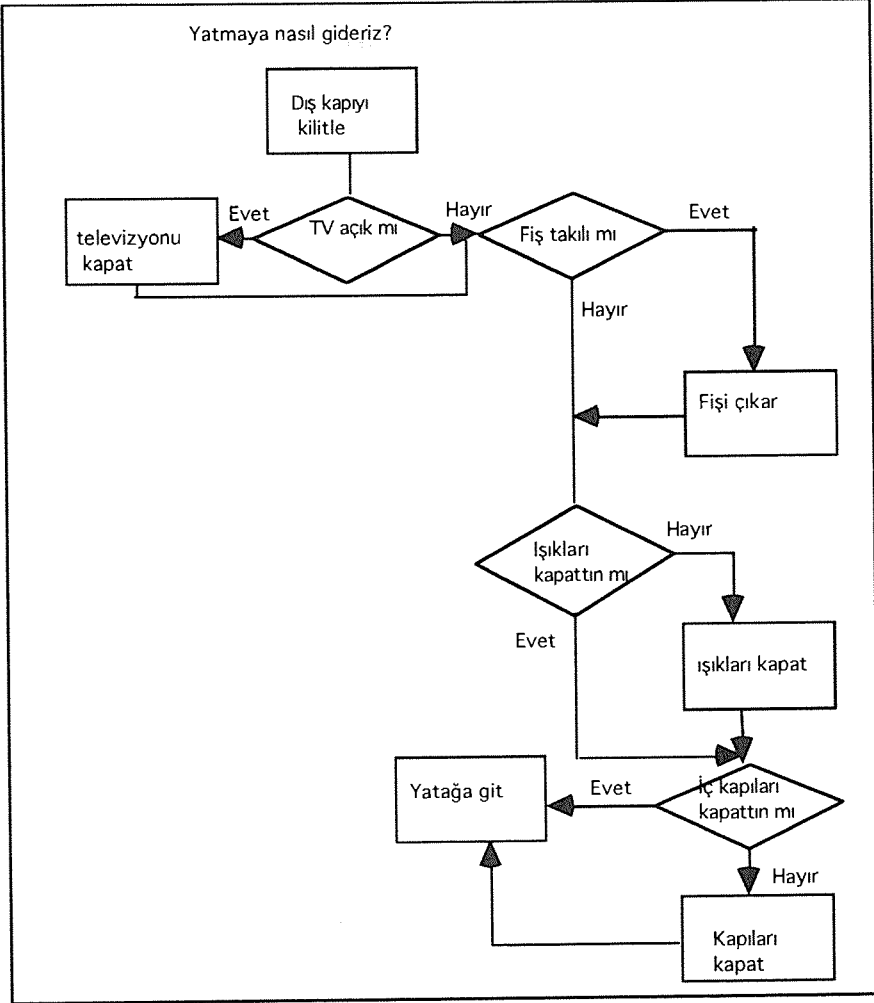 Yatmaya nasıl gideriz?
Dış kapıyı
kilitle
Evet
TV açık mı
Hayır
televizyonu
kapat
Fiş takılı mı
Evet
Hayır
Fişi çıkar
Işıkları
kapattın mı
Hayır
Evet
ışıkları kapat
Yatağa git
Evet
İç kapıları
kapattın mı
Hayır
Kapıları
kapat